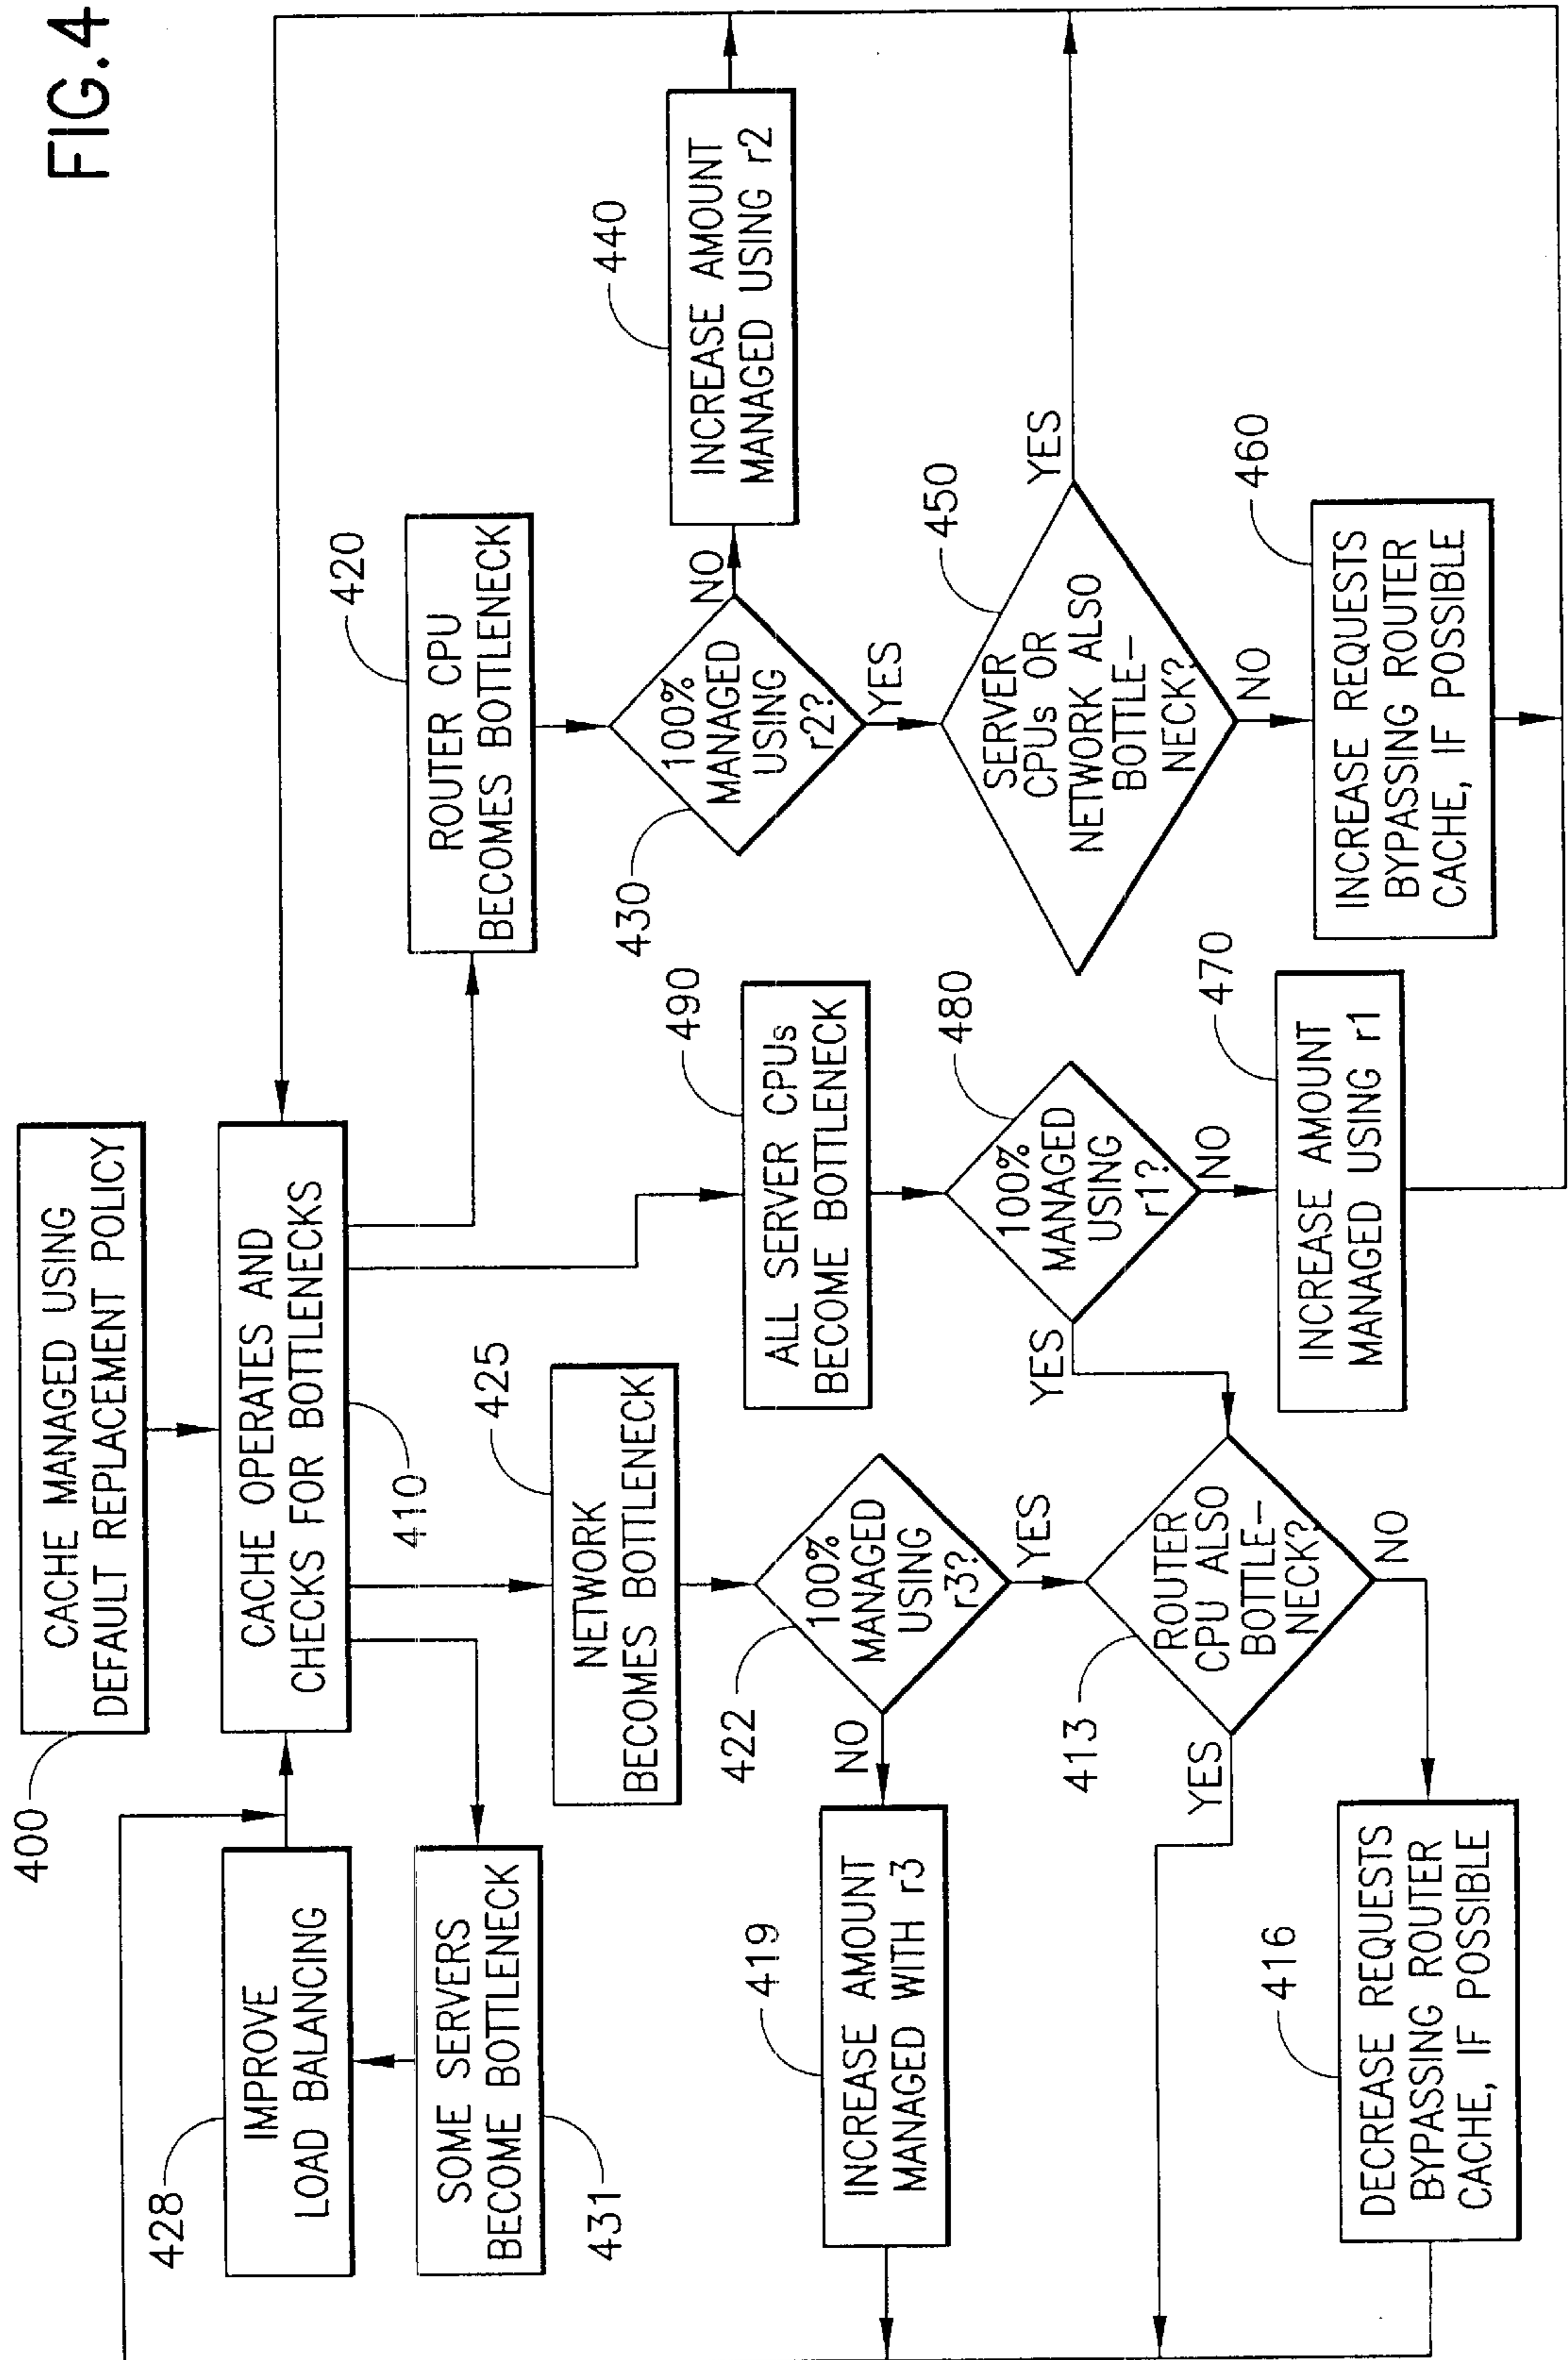 FIG.4
CACHE MANAGED USING
DEFAULT REPLACEMENT POLICY
400
CACHE OPERATES AND
CHECKS FOR BOTTLENECKS
410
IMPROVE
LOAD BALANCING
428
SOME SERVERS
BECOME BOTTLENECK
431
NETWORK
BECOMES BOTTLENECK
425
100%
MANAGED
USING
r3?
422
NO
YES
INCREASE AMOUNT
MANAGED WITH r3
419
ROUTER
CPU ALSO
BOTTLE-
NECK?
413
YES
NO
DECREASE REQUESTS
BYPASSING ROUTER
CACHE, IF POSSIBLE
416
ALL SERVER CPUs
BECOME BOTTLENECK
490
100%
MANAGED
USING
r1?
480
YES
NO
INCREASE AMOUNT
MANAGED USING r1
470
ROUTER CPU
BECOMES BOTTLENECK
420
100%
MANAGED
USING
r2?
430
NO
YES
INCREASE AMOUNT
MANAGED USING r2
440
SERVER
CPUs OR
NETWORK ALSO
BOTTLE-
NECK?
450
YES
NO
INCREASE REQUESTS
BYPASSING ROUTER
CACHE, IF POSSIBLE
460